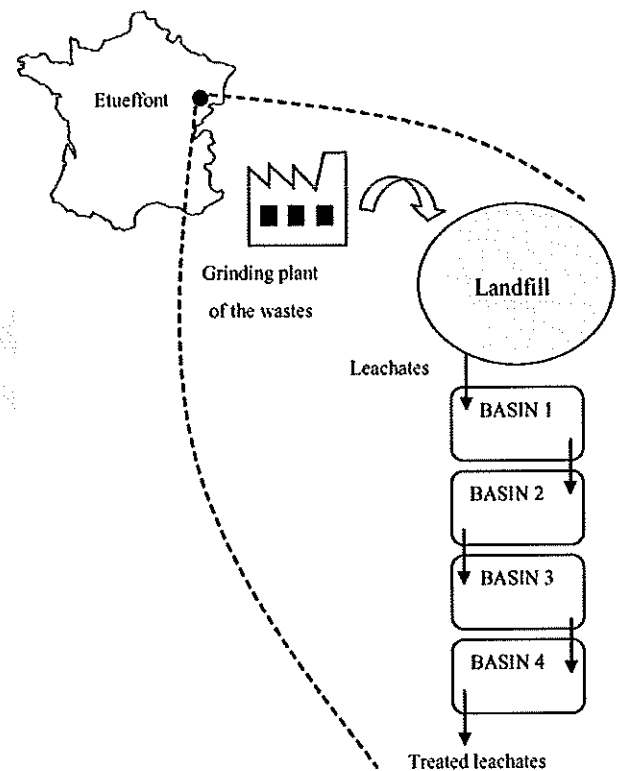 Etueffont
Grinding plant
of the wastes
Landfill
Leachates
BASIN 1
BASIN 2
BASIN 3
BASIN 4
Treated leachates